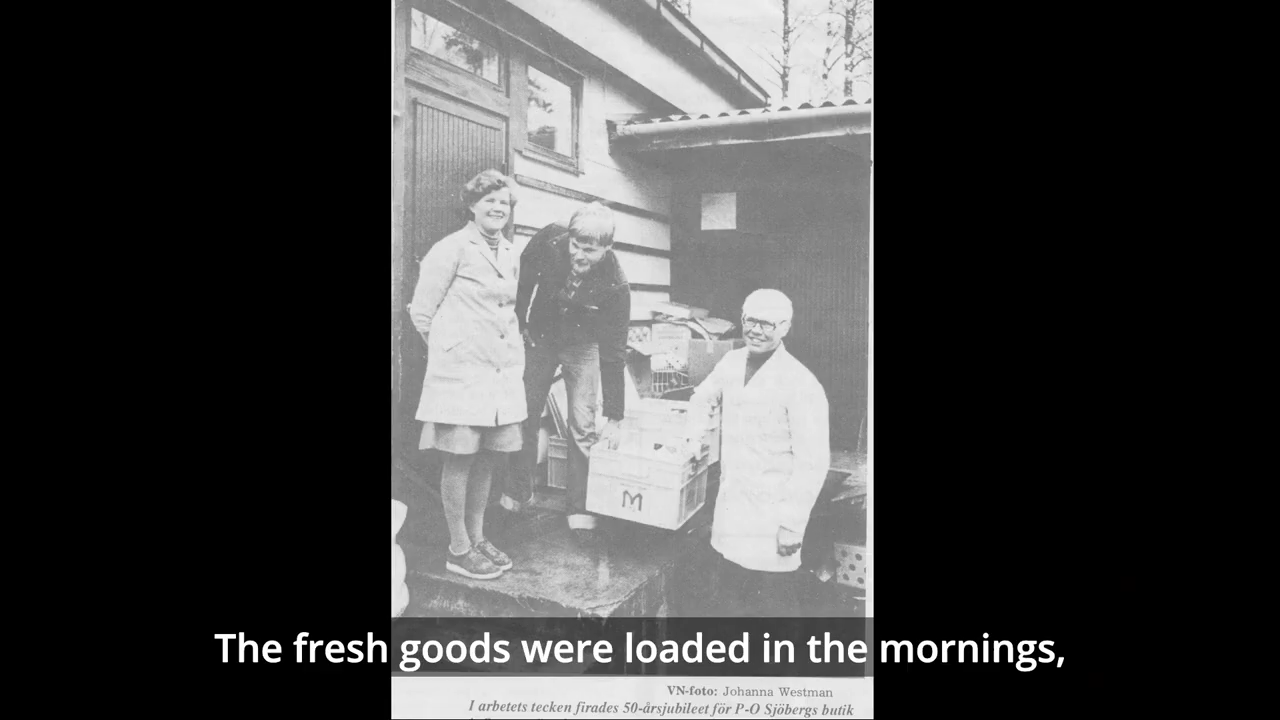 M
The fresh goods were loaded in the mornings,
VN-foto: Johanna Westman
I arbetets tecken firades 50-årsjubileet för P-O Sjöbergs butik